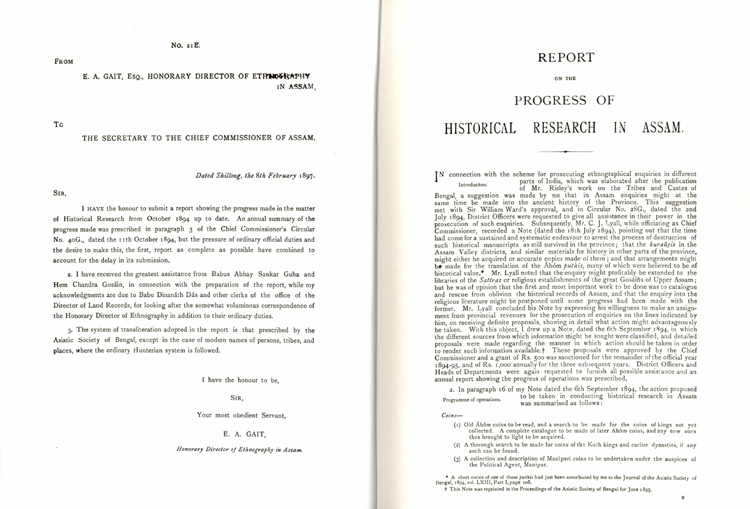 No. 21E.
FROM
E. A. GAIT, ESQ., HONORARY DIRECTOR OF ETHNOGRAPHY
IN ASSAM,
TO
THE SECRETARY TO THE CHIEF COMMISSIONER OF ASSAM.
Dated Shillong, the 8th February 1897.
SIR,
I HAVE the honour to submit a report showing the progress made in the matter
of Historical Research from October 1894 up to date. An annual summary of the
progress made was prescribed in paragraph 3 of the Chief Commissioner's Circular
No. 40G., dated the 11th October 1894, but the pressure of ordinary official duties and
the desire to make this, the first, report as complete as possible have combined to
account for the delay in its submission.
2. I have received the greatest assistance from Babus Abhay Sankar Guha and
Hem Chandra Gosáin, in connection with the preparation of the report, while my
acknowledgments are due to Babu Dínanáth Dás and other clerks of the office of the
Director of Land Records, for looking after the somewhat voluminous correspondence of
the Honorary Director of Ethnography in addition to their ordinary duties.
3. The system of transliteration adopted in the report is that prescribed by the
Asiatic Society of Bengal, except in the case of modern names of persons, tribes, and
places, where the ordinary Hunterian system is followed.
I have the honour to be,
SIR,
Your most obedient Servant,
E. A. GAIT,
Honorary Director of Ethnography in Assam.
REPORT
ON THE
PROGRESS OF
HISTORICAL RESEARCH IN ASSAM.
IN connection with the scheme for prosecuting ethnographical enquiries in different
Introduction.
parts of India, which was elaborated after the publication
of Mr. Risley's work on the Tribes and Castes of
Bengal, a suggestion was made by me that in Assam enquiries might at the
same time be made into the ancient history of the Province. This suggestion
met with Sir William Ward's approval, and in Circular No. 28G., dated the 2nd
July 1894, District Officers were requested to give all assistance in their power in the
prosecution of such enquiries. Subsequently, Mr. C. J. Lyall, while officiating as Chief
Commissioner, recorded a Note (dated the 18th July 1894), pointing out that the time
had come for a sustained and systematic endeavour to arrest the process of destruction of
such historical manuscripts as still survived in the province; that the buranjis in the
Assam Valley districts, and similar materials for history in other parts of the province,
might either be acquired or accurate copies made of them; and that arrangements might
be made for the translation of the Áhôm puthis, many of which were believed to be of
historical value.* Mr. Lyall noted that the enquiry might profitably be extended to the
libraries of the Sattras or religious establishments of the great Gosáins of Upper Assam;
but he was of opinion that the first and most important work to be done was to catalogue
and rescue from oblivion the historical records of Assam, and that the enquiry into the
religious literature might be postponed until some progress had been made with the
former. Mr. Lyall concluded his Note by expressing his willingness to make an assign-
ment from provincial revenues for the prosecution of enquiries on the lines indicated by
him, on receiving definite proposals, showing in detail what action might advantageously
be taken. With this object, I drew up a Note, dated the 6th September 1894, in which
the different sources from which information might be sought were classified, and detailed
proposals were made regarding the manner in which action should be taken in order
to render such information available.† These proposals were approved by the Chief
Commissioner and a grant of Rs. 500 was sanctioned for the remainder of the official year
1894-95, and of Rs. 1,000 annually for the three subsequent years. District Officers and
Heads of Departments were again requested to furnish all possible assistance and an
annual report showing the progress of operations was prescribed.
2. In paragraph 16 of my Note dated the 6th September 1894, the action proposed
Programme of operations.
to be taken in conducting historical research in Assam
was summarised as follows:
Coins—
(1) Old Áhôm coins to be read, and a search to be made for the coins of kings not yet
collected. A complete catalogue to be made of later Ahôm coins, and any new ones
thus brought to light to be acquired.
(2) A thorough search to be made for coins of the Koch kings and earlier dynasties, if any
such can be found.
(3) A collection and description of Manipuri coins to be undertaken under the auspices of
the Political Agent, Manipur.
* A short notice of one of these puthis had just been contributed by me to the Journal of the Asiatic Society of
Bengal, 1894, vol. LXIII, Part I, page 108.
† This Note was reprinted in the Proceedings of the Asiatic Society of Bengal for June 1895.
B